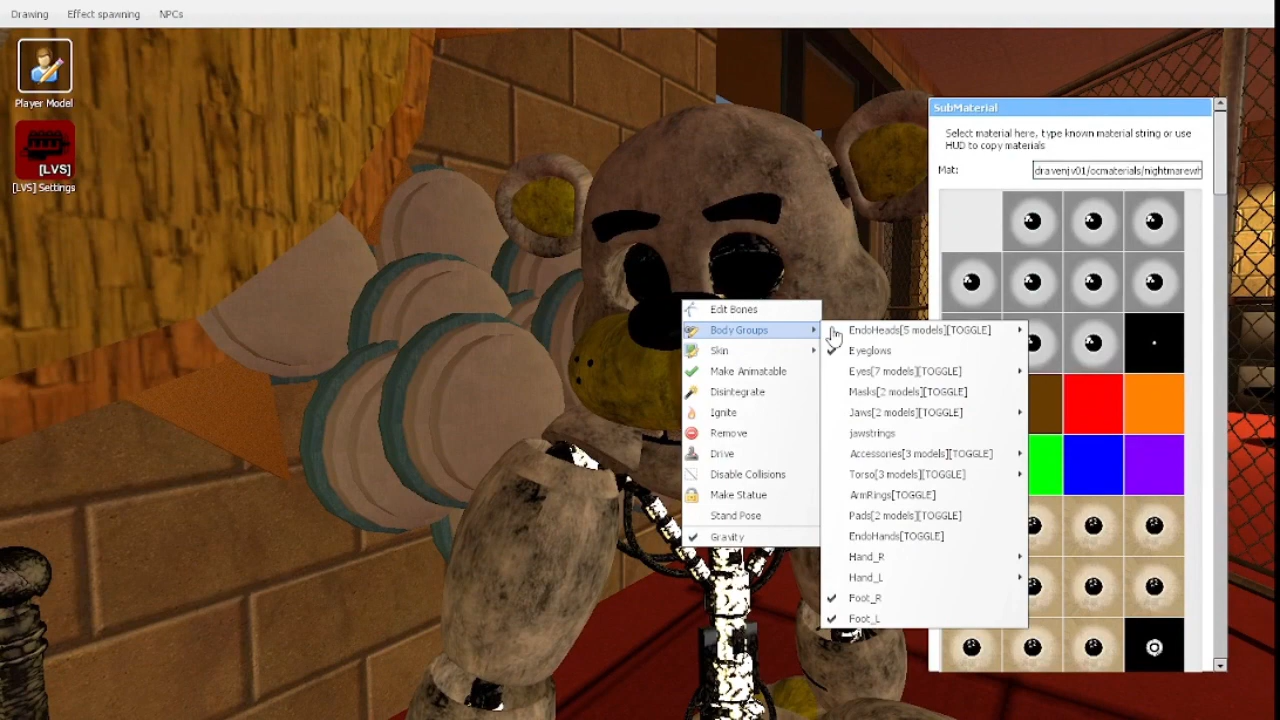 Drawing
Effect spawning
NPCs
Player Model
[LVS]
[LVS] Settings
Edit Bones
Body Groups
Skin
Make Animatable
Disintegrate
Ignite
Remove
Drive
Disable Collisions
Make Statue
Stand Pose
Gravity
EndoHeads[5 models][TOGGLE]
Eyeglows
Eyes[7 models][TOGGLE]
Masks[2 models][TOGGLE]
Jaws[2 models][TOGGLE]
jawstrings
Accessories[3 models][TOGGLE]
Torso[3 models][TOGGLE]
ArmRings[TOGGLE]
Pads[2 models][TOGGLE]
EndoHands[TOGGLE]
Hand_R
Hand_L
Foot_R
Foot_L
SubMaterial
Select material here, type known material string or use
HUD to copy materials
Mat:
dravenjv01/ocmaterials/nightmarewh